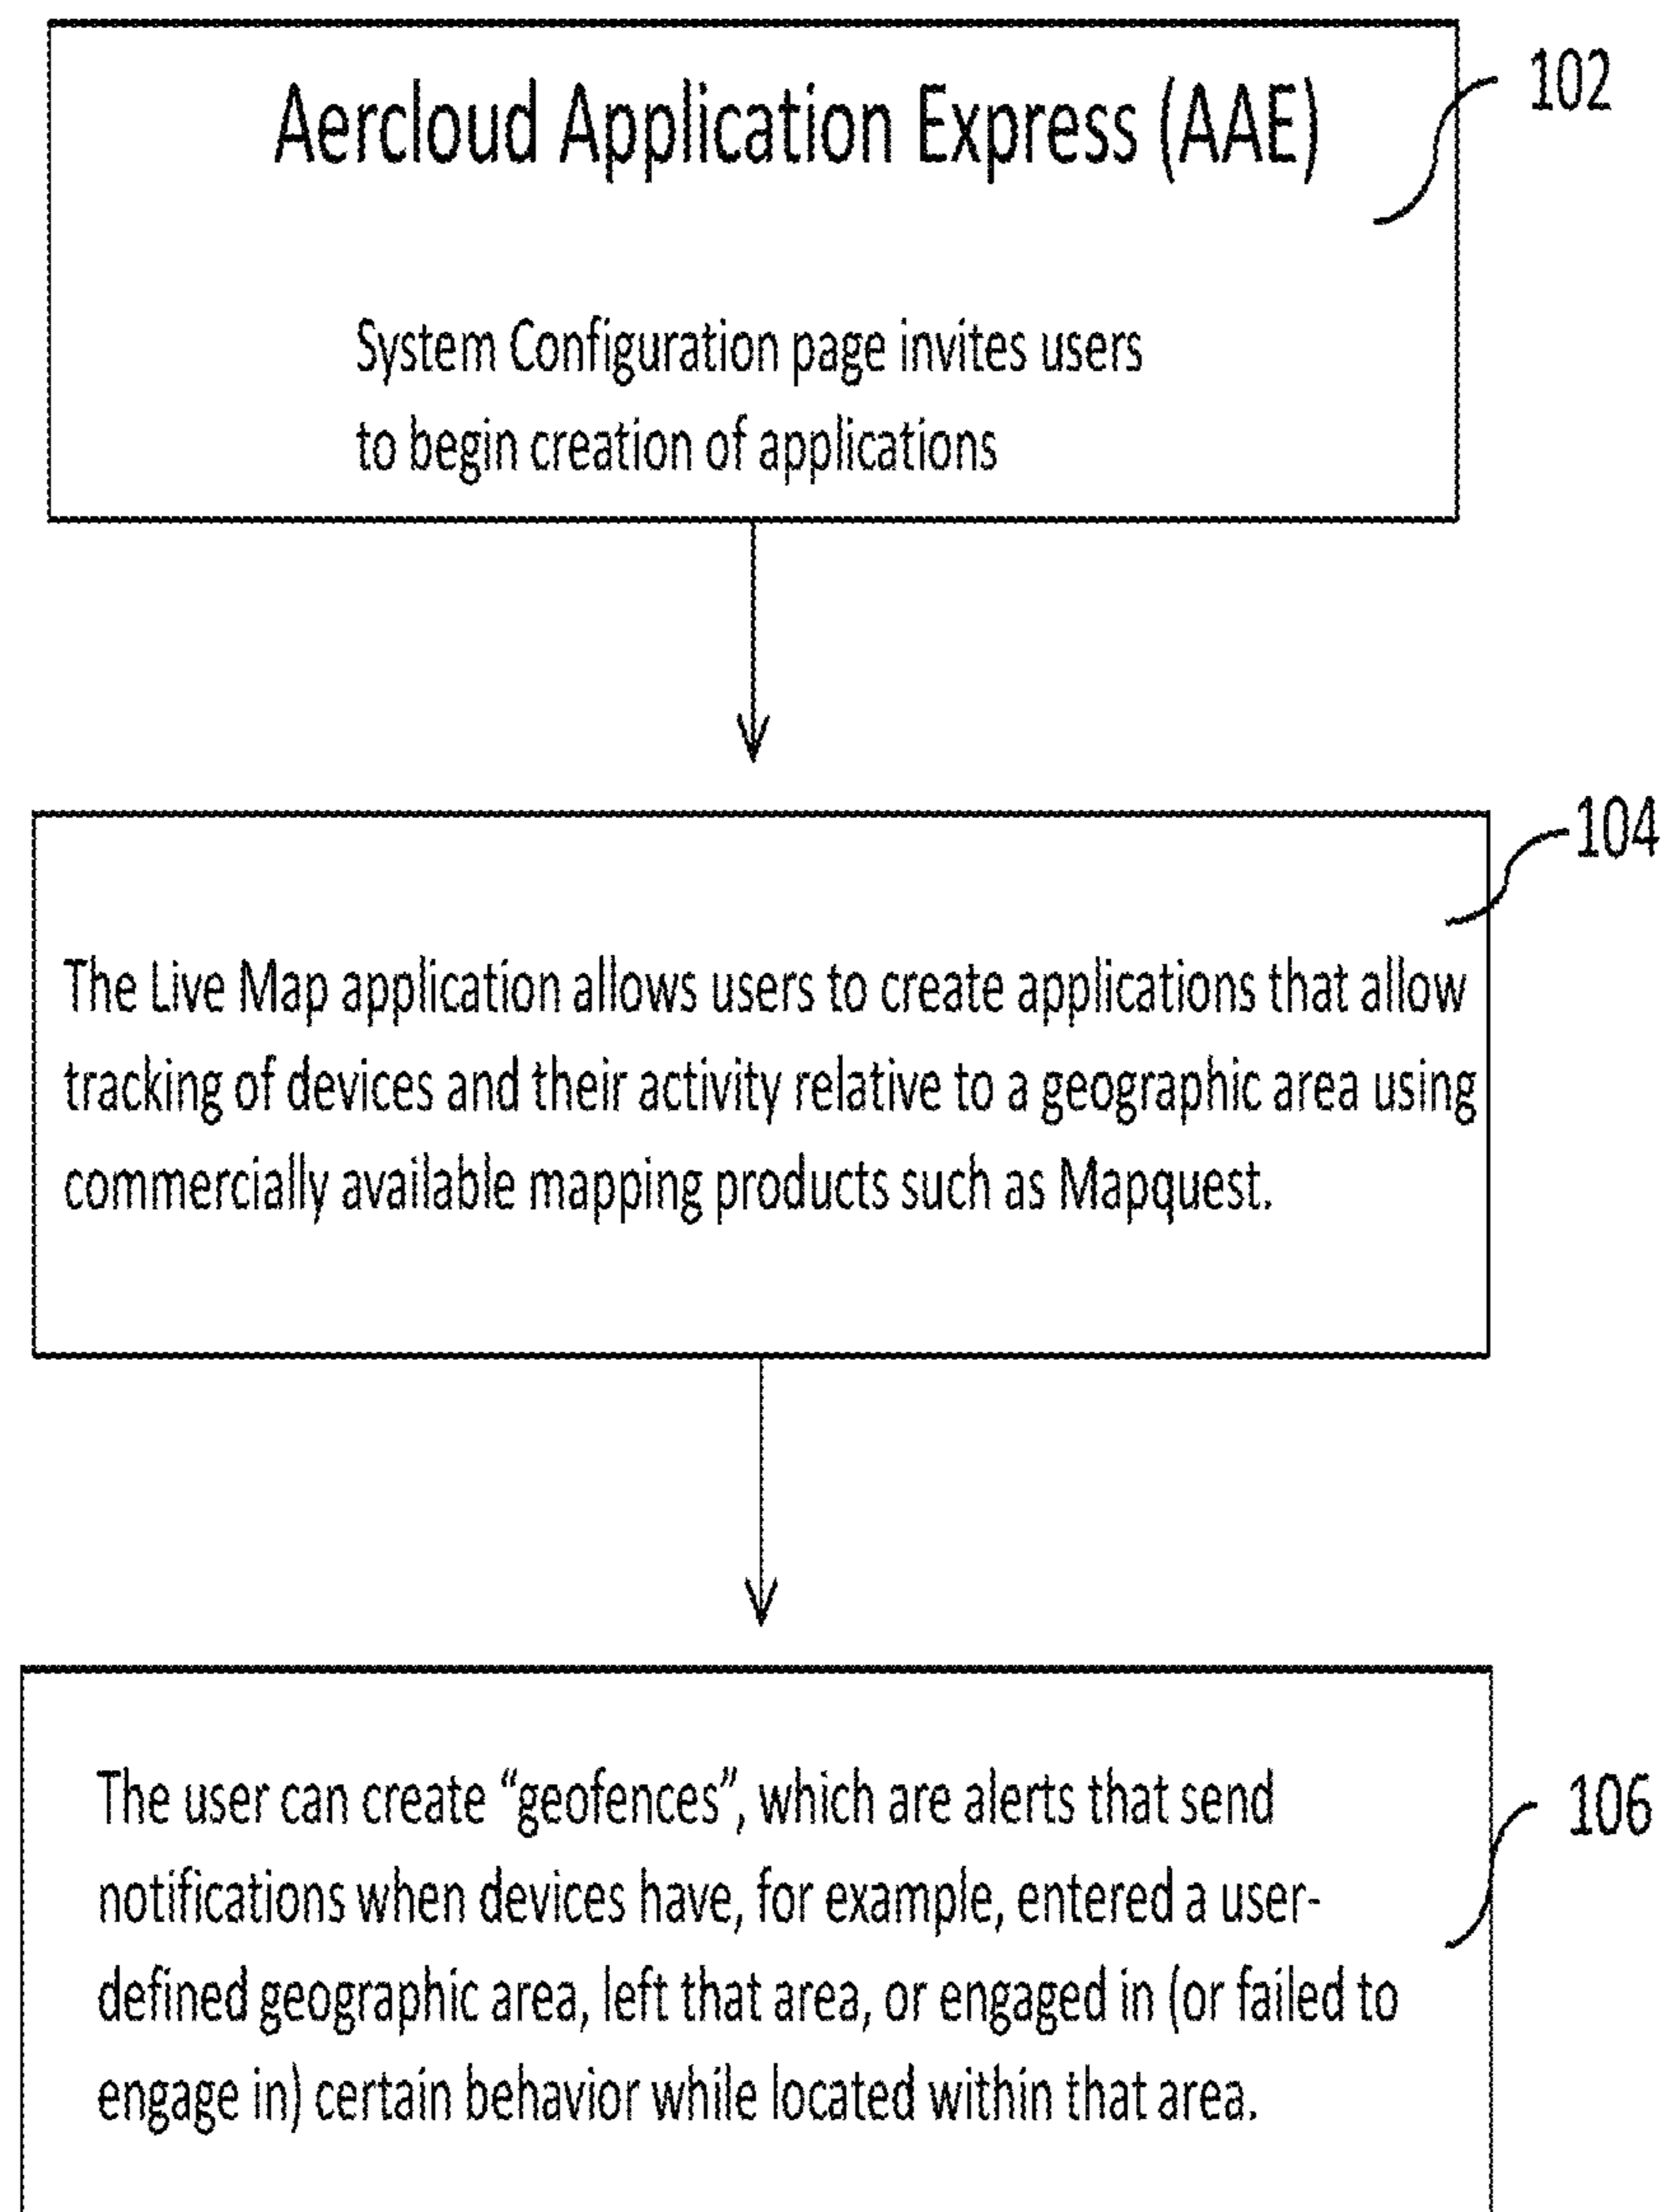 Aercloud Application Express (AAE)
102
System Configuration page invites users
to begin creation of applications
104
The Live Map application allows users to create applications that allow
tracking of devices and their activity relative to a geographic area using
commercially available mapping products such as Mapquest.
106
The user can create “geofences”, which are alerts that send
notifications when devices have, for example, entered a user-
defined geographic area, left that area, or engaged in (or failed to
engage in) certain behavior while located within that area.